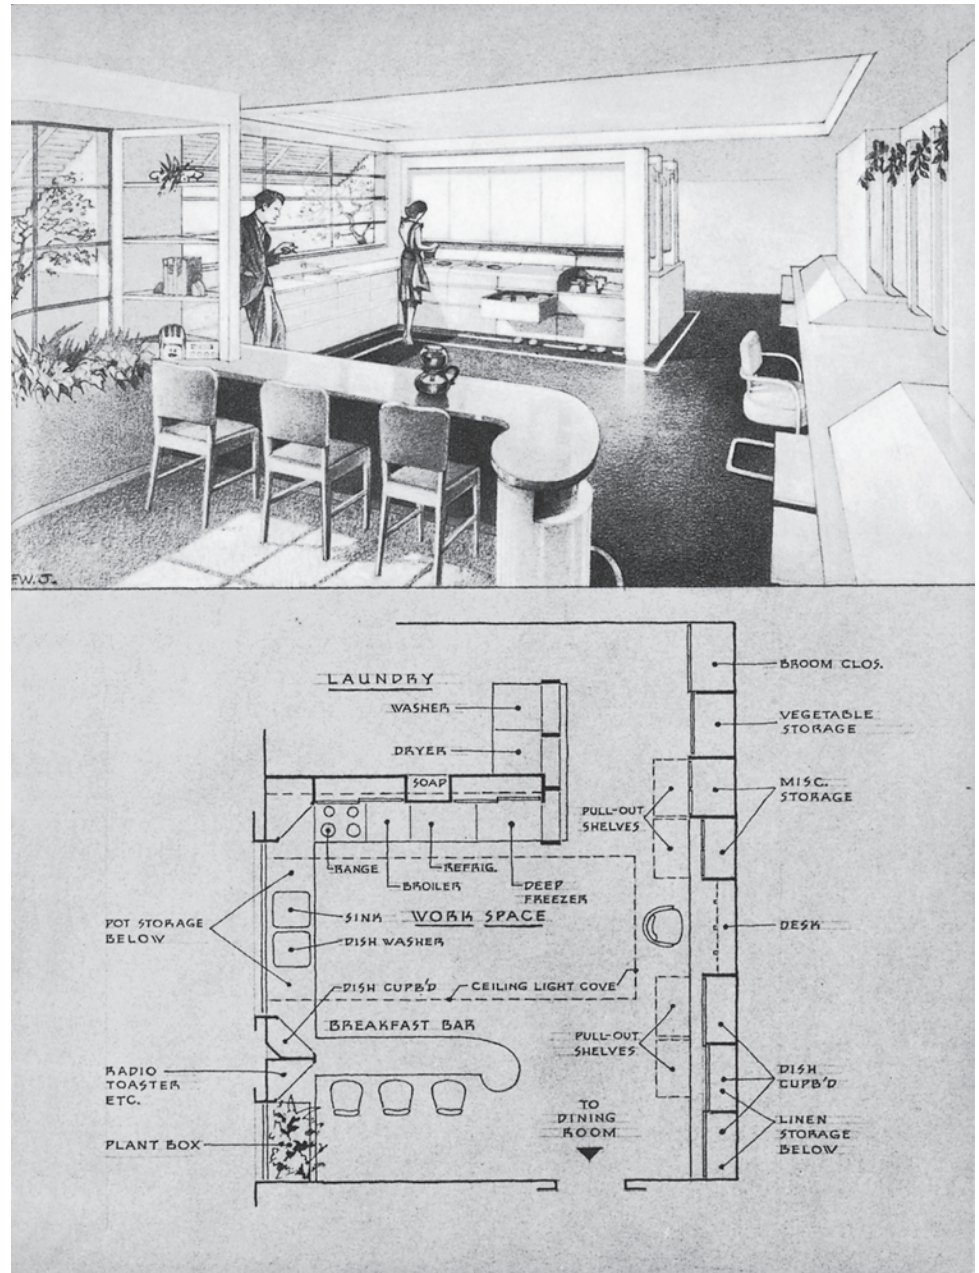 F.W.J.
LAUNDRY
WASHER
DRYER
SOAP
BROOM CLOS.
VEGETABLE
STORAGE
MISC.
STORAGE
PULL-OUT
SHELVES
RANGE
BROILER
REFRIG.
DEEP
FREEZER
POT STORAGE
BELOW
SINK
WORK SPACE
DISH WASHER
DESK
DISH CUPB'D
CEILING LIGHT COVE
BREAKFAST BAR
PULL-OUT
SHELVES
RADIO
TOASTER
ETC.
DISH
CUPB'D
TO
DINING
ROOM
LINEN
STORAGE
BELOW
PLANT BOX